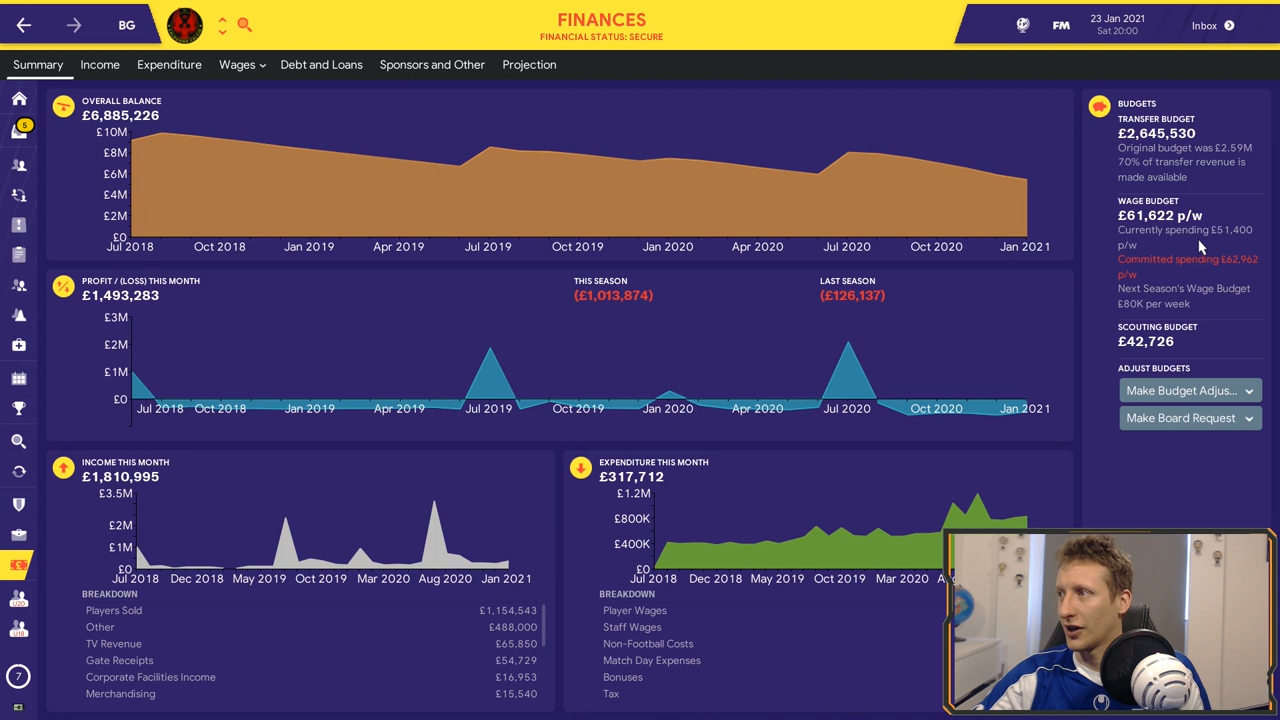 BG
FINANCES
FINANCIAL STATUS: SECURE
FM
23 Jan 2021
Sat 20:00
Inbox
Summary
Income
Expenditure
Wages
Debt and Loans
Sponsors and Other
Projection
5
OVERALL BALANCE
£6,885,226
£10M
£8M
£6M
£4M
£2M
£0
Jul 2018 Oct 2018 Jan 2019 Apr 2019 Jul 2019 Oct 2019 Jan 2020 Apr 2020 Jul 2020 Oct 2020 Jan 2021
PROFIT / (LOSS) THIS MONTH
£1,493,283
THIS SEASON
(£1,013,874)
LAST SEASON
(£126,137)
£3M
£2M
£1M
£0
Jul 2018 Oct 2018 Jan 2019 Apr 2019 Jul 2019 Oct 2019 Jan 2020 Apr 2020 Jul 2020 Oct 2020 Jan 2021
INCOME THIS MONTH
£1,810,995
£3.5M
£2M
£1M
£0
Jul 2018 Dec 2018 May 2019 Oct 2019 Mar 2020 Aug 2020 Jan 2021
BREAKDOWN
Players Sold £1,154,543
Other £488,000
TV Revenue £65,850
Gate Receipts £54,729
Corporate Facilities Income £16,953
Merchandising £15,540
EXPENDITURE THIS MONTH
£317,712
£1.2M
£800K
£400K
£0
Jul 2018 Dec 2018 May 2019 Oct 2019 Mar 2020
BREAKDOWN
Player Wages
Staff Wages
Non-Football Costs
Match Day Expenses
Bonuses
Tax
BUDGETS
TRANSFER BUDGET
£2,645,530
Original budget was £2.59M
70% of transfer revenue is
made available
WAGE BUDGET
£61,622 p/w
Currently spending £51,400
p/w
Committed spending £62,962
p/w
Next Season's Wage Budget
£80K per week
SCOUTING BUDGET
£42,726
ADJUST BUDGETS
Make Budget Adjus...
Make Board Request
U20
U18
7